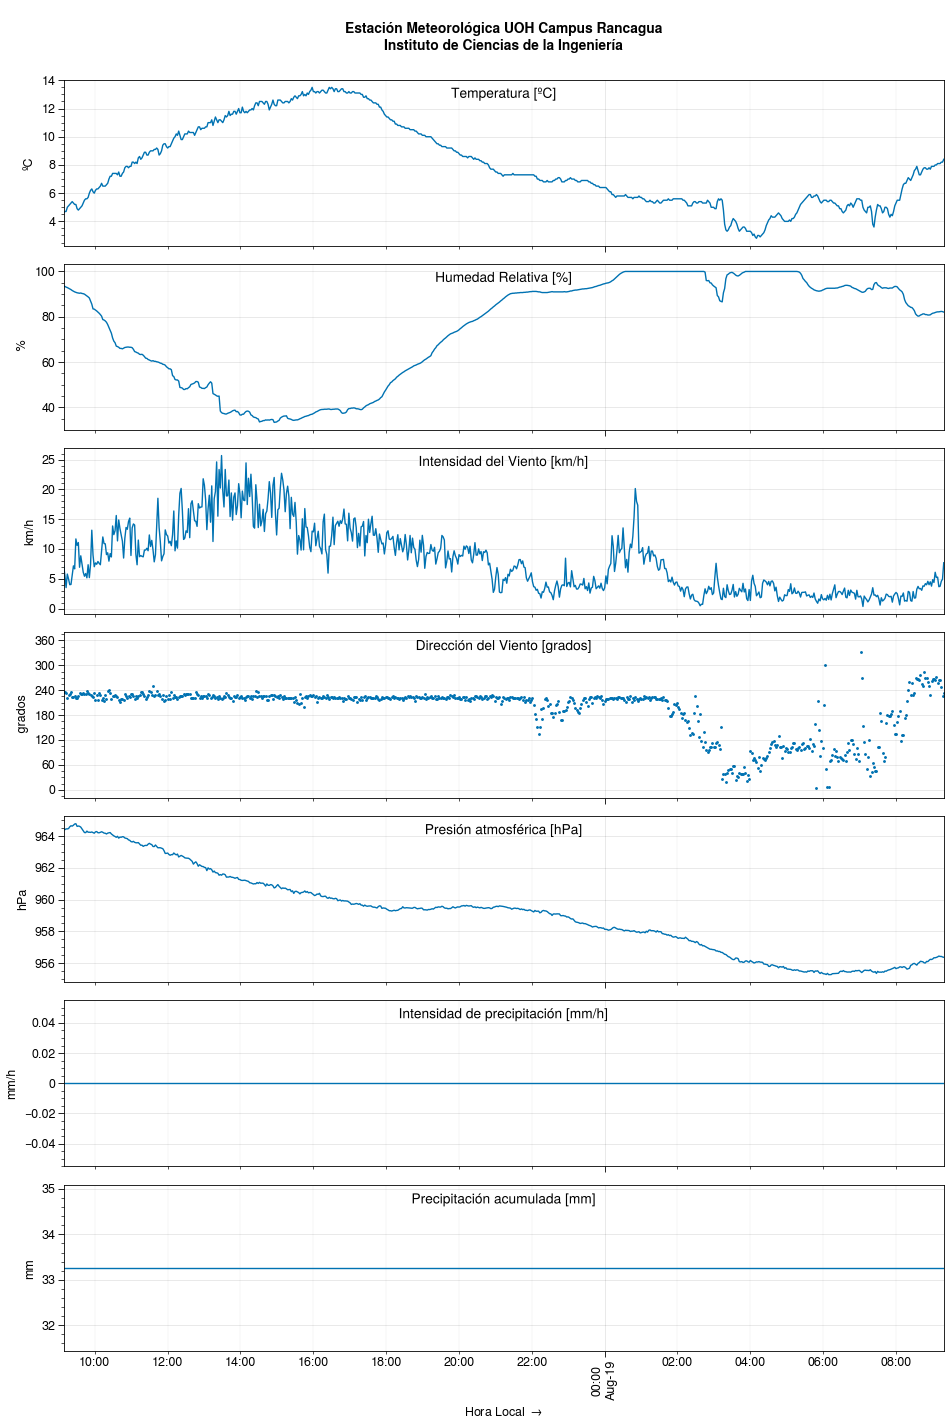 Estación Meteorológica UOH Campus Rancagua
Instituto de Ciencias de la Ingeniería
Temperatura [ºC]
ºC
14
12
10
8
6
4
Humedad Relativa [%]
%
100
80
60
40
Intensidad del Viento [km/h]
km/h
25
20
15
10
5
0
Dirección del Viento [grados]
grados
360
300
240
180
120
60
0
Presión atmosférica [hPa]
hPa
964
962
960
958
956
Intensidad de precipitación [mm/h]
mm/h
0.04
0.02
0
−0.02
−0.04
Precipitación acumulada [mm]
mm
35
34
33
32
10:00 12:00 14:00 16:00 18:00 20:00 22:00 00:00 02:00 04:00 06:00 08:00
Aug-19
Hora Local →